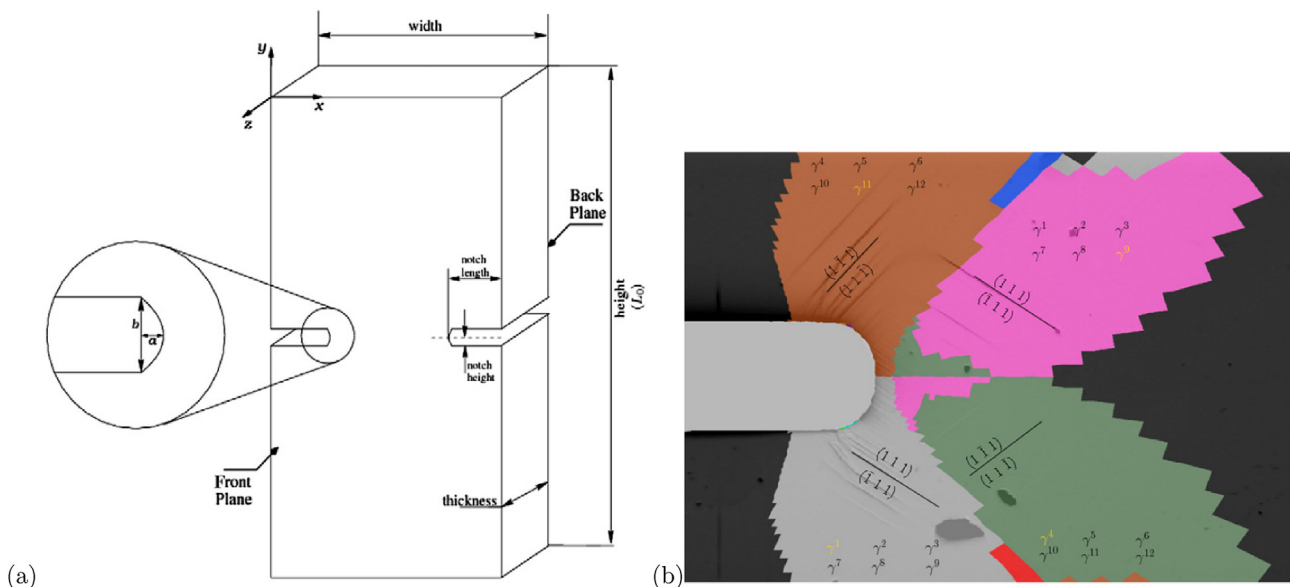 width
y
x
z
Back
Plane
notch
length
height
(L₀)
b
a
notch
height
Front
Plane
thickness
(a)
γ⁴ γ⁵ γ⁶
γ¹⁰ γ¹¹ γ¹²
γ¹ γ² γ³
γ⁷ γ⁸ γ⁹
(1 1̄ 1)
(1 1 1̄)
(1 1 1)
(1̄ 1 1)
(1 1 1)
(1̄ 1 1)
(1 1̄ 1)
(1 1 1̄)
γ¹ γ² γ³
γ⁷ γ⁸ γ⁹
γ⁴ γ⁵ γ⁶
γ¹⁰ γ¹¹ γ¹²
(b)